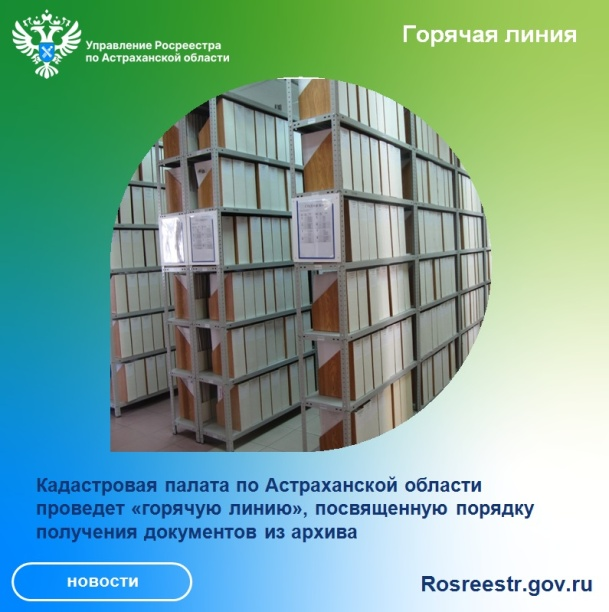 Управление Росреестра
по Астраханской области
Горячая линия
Кадастровая палата по Астраханской области
проведет «горячую линию», посвященную порядку
получения документов из архива
новости
Rosreestr.gov.ru